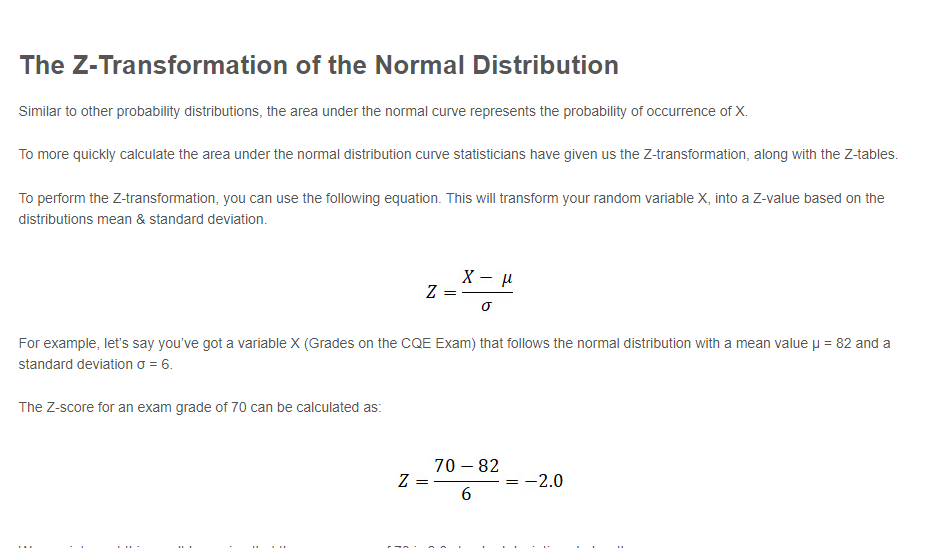 The Z-Transformation of the Normal Distribution
Similar to other probability distributions, the area under the normal curve represents the probability of occurrence of X.
To more quickly calculate the area under the normal distribution curve statisticians have given us the Z-transformation, along with the Z-tables.
To perform the Z-transformation, you can use the following equation. This will transform your random variable X, into a Z-value based on the
distributions mean & standard deviation.
Z = (X − μ) / σ
For example, let's say you've got a variable X (Grades on the CQE Exam) that follows the normal distribution with a mean value μ = 82 and a
standard deviation σ = 6.
The Z-score for an exam grade of 70 can be calculated as:
Z = (70 − 82) / 6 = −2.0